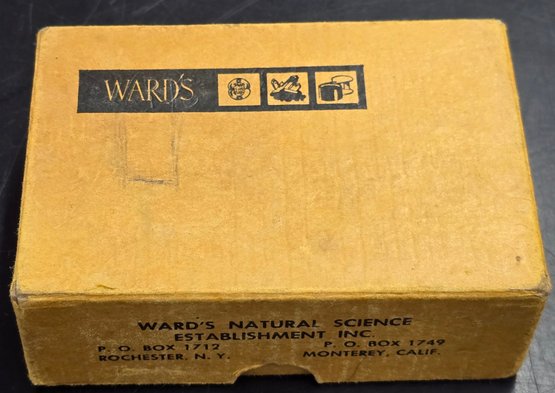 WARD'S
WARD'S NATURAL SCIENCE
ESTABLISHMENT INC.
P. O. BOX 1712 P. O. BOX 1749
ROCHESTER, N. Y. MONTEREY, CALIF.